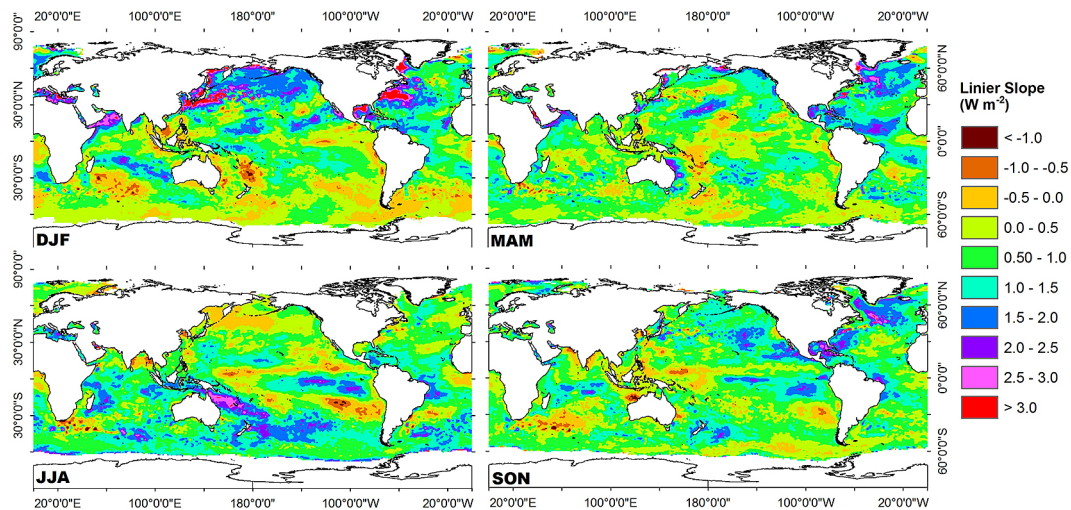 90°0'0"
30°0'0"N
0°0'0"
30°0'0"S
DJF
20°0'0"E
100°0'0"E
180°0'0"
100°0'0"W
20°0'0"W
MAM
20°0'0"E
100°0'0"E
180°0'0"
100°0'0"W
20°0'0"W
60°0'0"N
0°0'0"
60°0'0"S
90°0'0"
30°0'0"N
0°0'0"
30°0'0"S
JJA
20°0'0"E
100°0'0"E
180°0'0"
100°0'0"W
20°0'0"W
SON
20°0'0"E
100°0'0"E
180°0'0"
100°0'0"W
20°0'0"W
60°0'0"N
0°0'0"
60°0'0"S
Linier Slope
(W m⁻²)
< -1.0
-1.0 - -0.5
-0.5 - 0.0
0.0 - 0.5
0.50 - 1.0
1.0 - 1.5
1.5 - 2.0
2.0 - 2.5
2.5 - 3.0
> 3.0